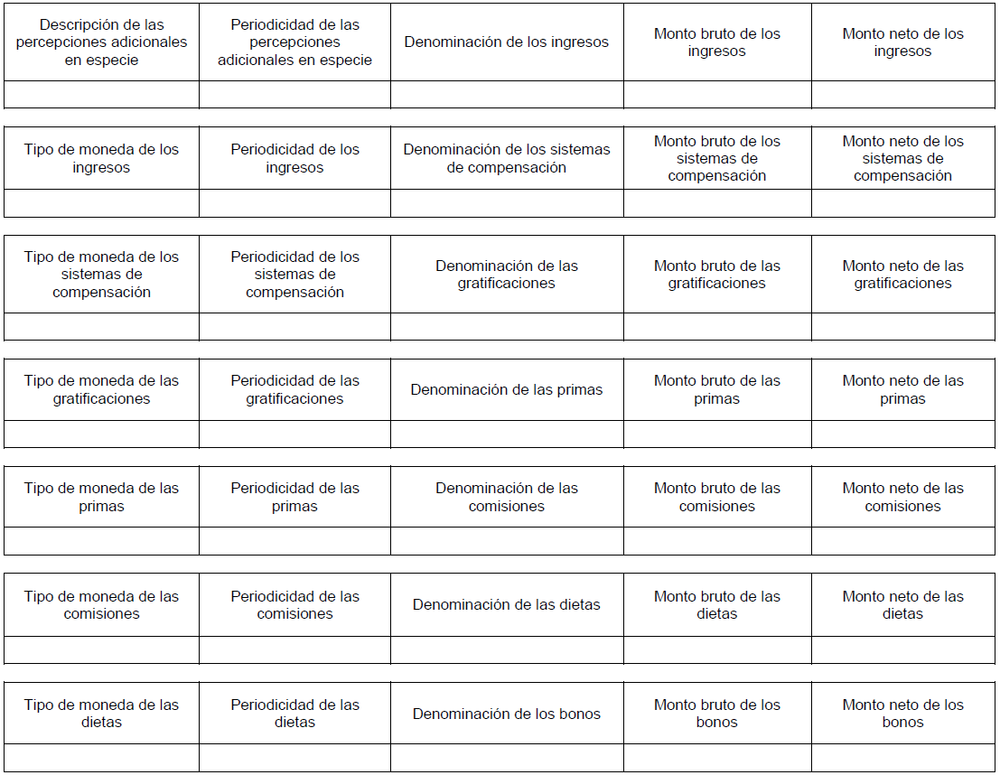 Descripción de las
percepciones adicionales
en especie
Periodicidad de las
percepciones
adicionales en especie
Denominación de los ingresos
Monto bruto de los
ingresos
Monto neto de los
ingresos
Tipo de moneda de los
ingresos
Periodicidad de los
ingresos
Denominación de los sistemas
de compensación
Monto bruto de los
sistemas de
compensación
Monto neto de los
sistemas de
compensación
Tipo de moneda de los
sistemas de
compensación
Periodicidad de los
sistemas de
compensación
Denominación de las
gratificaciones
Monto bruto de las
gratificaciones
Monto neto de las
gratificaciones
Tipo de moneda de las
gratificaciones
Periodicidad de las
gratificaciones
Denominación de las primas
Monto bruto de las
primas
Monto neto de las
primas
Tipo de moneda de las
primas
Periodicidad de las
primas
Denominación de las
comisiones
Monto bruto de las
comisiones
Monto neto de las
comisiones
Tipo de moneda de las
comisiones
Periodicidad de las
comisiones
Denominación de las dietas
Monto bruto de las
dietas
Monto neto de las
dietas
Tipo de moneda de las
dietas
Periodicidad de las
dietas
Denominación de los bonos
Monto bruto de los
bonos
Monto neto de los
bonos